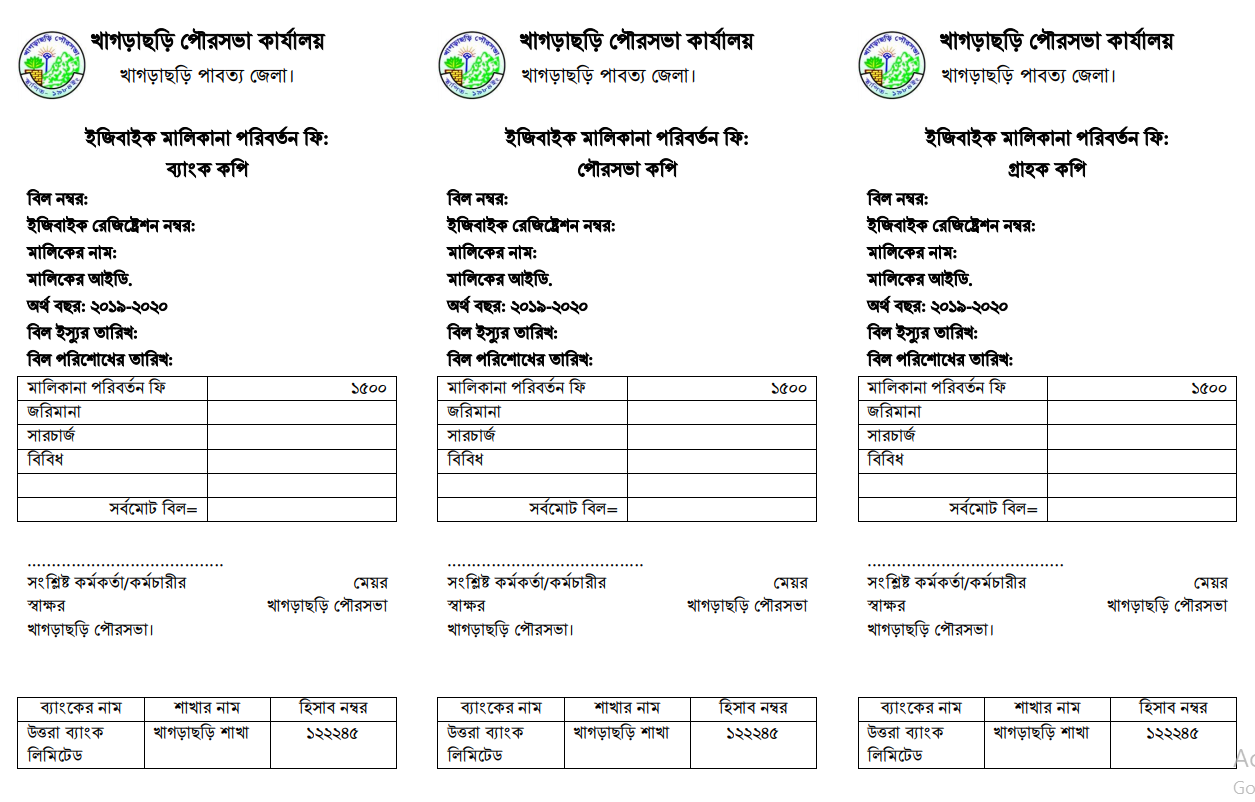 খাগড়াছড়ি পৌরসভা কার্যালয়
খাগড়াছড়ি পাবত্য জেলা।
ইজিবাইক মালিকানা পরিবর্তন ফি:
ব্যাংক কপি
বিল নম্বর:
ইজিবাইক রেজিষ্ট্রেশন নম্বর:
মালিকের নাম:
মালিকের আইডি.
অর্থ বছর: ২০১৯-২০২০
বিল ইস্যুর তারিখ:
বিল পরিশোধের তারিখ:
মালিকানা পরিবর্তন ফি ১৫০০
জরিমানা
সারচার্জ
বিবিধ
সর্বমোট বিল=
........................................
সংশ্লিষ্ট কর্মকর্তা/কর্মচারীর মেয়র
স্বাক্ষর খাগড়াছড়ি পৌরসভা
খাগড়াছড়ি পৌরসভা।
ব্যাংকের নাম শাখার নাম হিসাব নম্বর
উত্তরা ব্যাংক খাগড়াছড়ি শাখা ১২২২৪৫
লিমিটেড
খাগড়াছড়ি পৌরসভা কার্যালয়
খাগড়াছড়ি পাবত্য জেলা।
ইজিবাইক মালিকানা পরিবর্তন ফি:
পৌরসভা কপি
বিল নম্বর:
ইজিবাইক রেজিষ্ট্রেশন নম্বর:
মালিকের নাম:
মালিকের আইডি.
অর্থ বছর: ২০১৯-২০২০
বিল ইস্যুর তারিখ:
বিল পরিশোধের তারিখ:
মালিকানা পরিবর্তন ফি ১৫০০
জরিমানা
সারচার্জ
বিবিধ
সর্বমোট বিল=
........................................
সংশ্লিষ্ট কর্মকর্তা/কর্মচারীর মেয়র
স্বাক্ষর খাগড়াছড়ি পৌরসভা
খাগড়াছড়ি পৌরসভা।
ব্যাংকের নাম শাখার নাম হিসাব নম্বর
উত্তরা ব্যাংক খাগড়াছড়ি শাখা ১২২২৪৫
লিমিটেড
খাগড়াছড়ি পৌরসভা কার্যালয়
খাগড়াছড়ি পাবত্য জেলা।
ইজিবাইক মালিকানা পরিবর্তন ফি:
গ্রাহক কপি
বিল নম্বর:
ইজিবাইক রেজিষ্ট্রেশন নম্বর:
মালিকের নাম:
মালিকের আইডি.
অর্থ বছর: ২০১৯-২০২০
বিল ইস্যুর তারিখ:
বিল পরিশোধের তারিখ:
মালিকানা পরিবর্তন ফি ১৫০০
জরিমানা
সারচার্জ
বিবিধ
সর্বমোট বিল=
........................................
সংশ্লিষ্ট কর্মকর্তা/কর্মচারীর মেয়র
স্বাক্ষর খাগড়াছড়ি পৌরসভা
খাগড়াছড়ি পৌরসভা।
ব্যাংকের নাম শাখার নাম হিসাব নম্বর
উত্তরা ব্যাংক খাগড়াছড়ি শাখা ১২২২৪৫
লিমিটেড